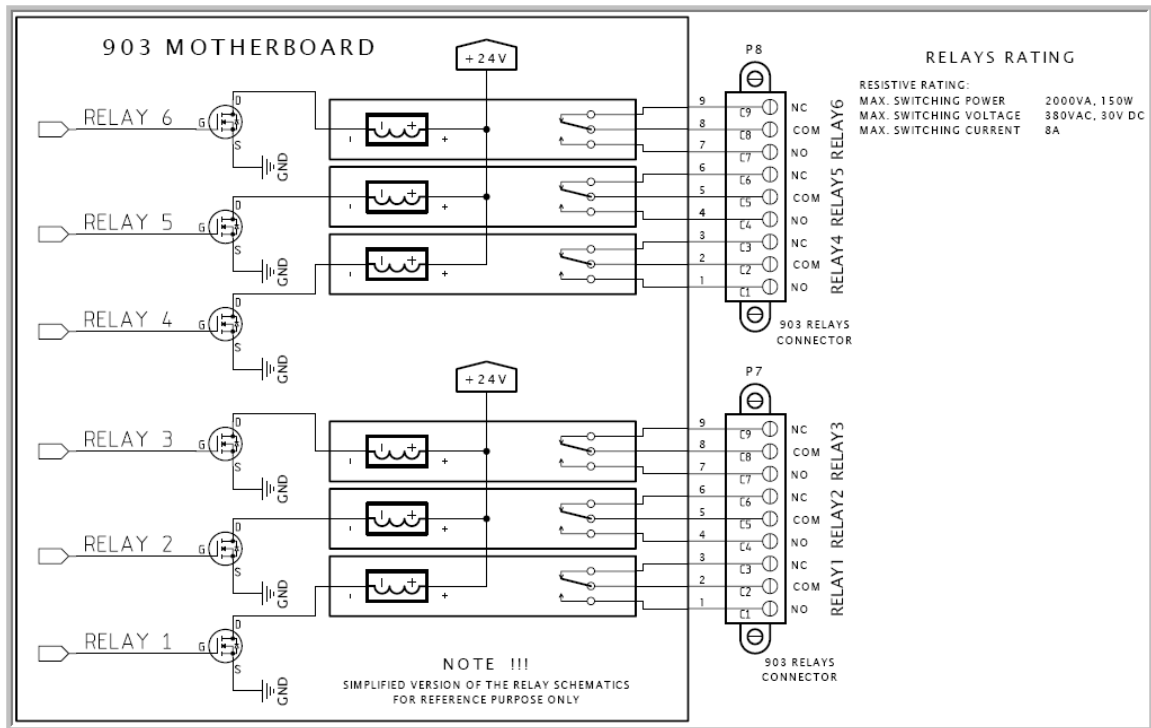 903 MOTHERBOARD
+24V
P8
RELAYS RATING
RESISTIVE RATING:
MAX. SWITCHING POWER 2000VA, 150W
MAX. SWITCHING VOLTAGE 380VAC, 30V DC
MAX. SWITCHING CURRENT 8A
RELAY 6
D
G
S
GND
- +
9 C9 NC
8 C8 COM
7 C7 NO
RELAY6
RELAY 5
D
G
S
GND
- +
6 C6 NC
5 C5 COM
4 C4 NO
RELAY5
RELAY 4
D
G
S
GND
- +
3 C3 NC
2 C2 COM
1 C1 NO
RELAY4
903 RELAYS
CONNECTOR
+24V
P7
RELAY 3
D
G
S
GND
- +
9 C9 NC
8 C8 COM
7 C7 NO
RELAY3
RELAY 2
D
G
S
GND
- +
6 C6 NC
5 C5 COM
4 C4 NO
RELAY2
RELAY 1
D
G
S
GND
- +
3 C3 NC
2 C2 COM
1 C1 NO
RELAY1
903 RELAYS
CONNECTOR
NOTE !!!
SIMPLIFIED VERSION OF THE RELAY SCHEMATICS
FOR REFERENCE PURPOSE ONLY